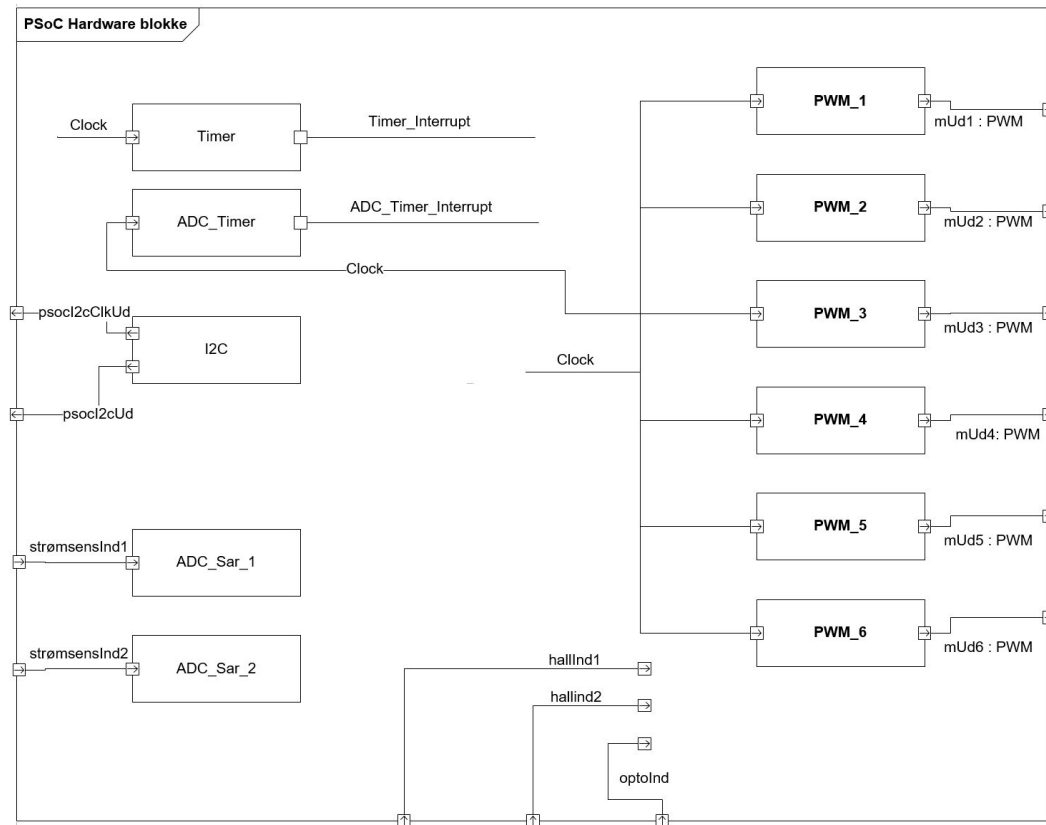 PSoC Hardware blokke
Clock
Timer
Timer_Interrupt
ADC_Timer
ADC_Timer_Interrupt
Clock
psocI2cClkUd
I2C
psocI2cUd
strømsensInd1
ADC_Sar_1
strømsensInd2
ADC_Sar_2
Clock
PWM_1
mUd1 : PWM
PWM_2
mUd2 : PWM
PWM_3
mUd3 : PWM
PWM_4
mUd4: PWM
PWM_5
mUd5 : PWM
PWM_6
mUd6 : PWM
hallInd1
hallind2
optoInd